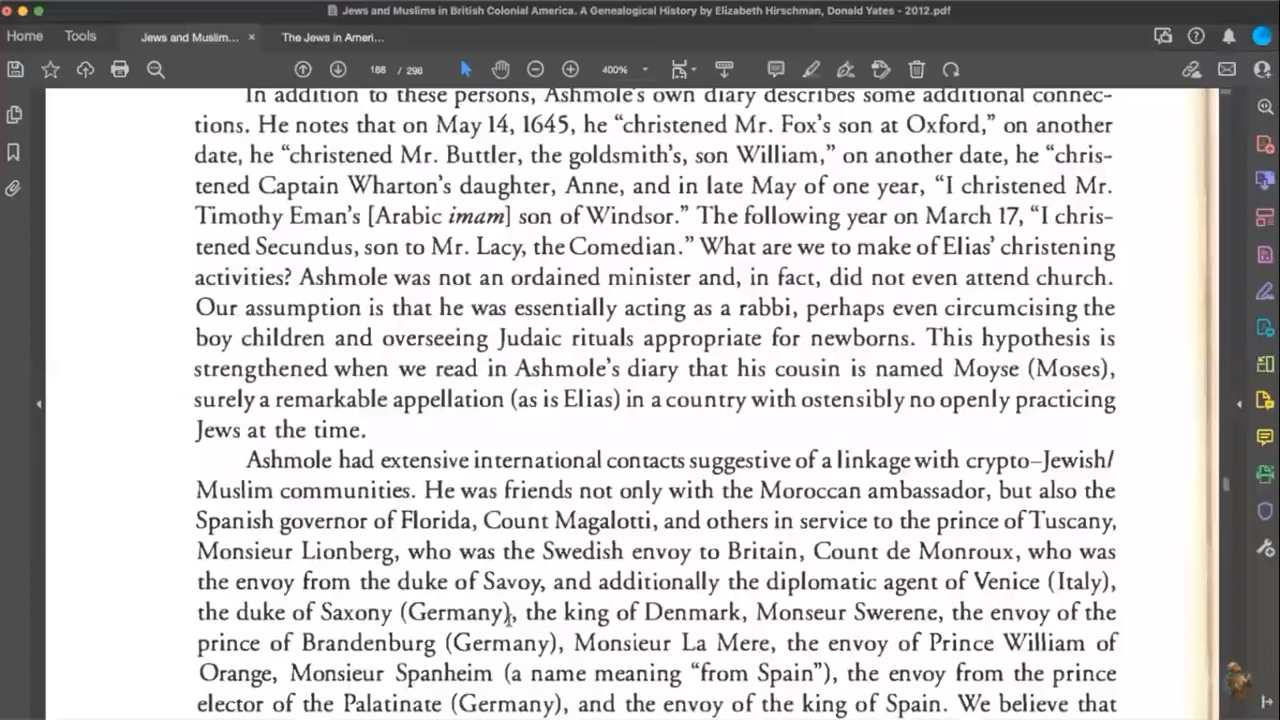 Jews and Muslims in British Colonial America. A Genealogical History by Elizabeth Hirschman, Donald Yates - 2012.pdf
Home Tools Jews and Muslim... × The Jews in Ameri...
188 / 296 400%
In addition to these persons, Ashmole's own diary describes some additional connec-
tions. He notes that on May 14, 1645, he “christened Mr. Fox's son at Oxford,” on another
date, he “christened Mr. Buttler, the goldsmith's, son William,” on another date, he “chris-
tened Captain Wharton's daughter, Anne, and in late May of one year, “I christened Mr.
Timothy Eman's [Arabic imam] son of Windsor.” The following year on March 17, “I chris-
tened Secundus, son to Mr. Lacy, the Comedian.” What are we to make of Elias' christening
activities? Ashmole was not an ordained minister and, in fact, did not even attend church.
Our assumption is that he was essentially acting as a rabbi, perhaps even circumcising the
boy children and overseeing Judaic rituals appropriate for newborns. This hypothesis is
strengthened when we read in Ashmole's diary that his cousin is named Moyse (Moses),
surely a remarkable appellation (as is Elias) in a country with ostensibly no openly practicing
Jews at the time.
Ashmole had extensive international contacts suggestive of a linkage with crypto–Jewish/
Muslim communities. He was friends not only with the Moroccan ambassador, but also the
Spanish governor of Florida, Count Magalotti, and others in service to the prince of Tuscany,
Monsieur Lionberg, who was the Swedish envoy to Britain, Count de Monroux, who was
the envoy from the duke of Savoy, and additionally the diplomatic agent of Venice (Italy),
the duke of Saxony (Germany), the king of Denmark, Monseur Swerene, the envoy of the
prince of Brandenburg (Germany), Monsieur La Mere, the envoy of Prince William of
Orange, Monsieur Spanheim (a name meaning “from Spain”), the envoy from the prince
elector of the Palatinate (Germany), and the envoy of the king of Spain. We believe that